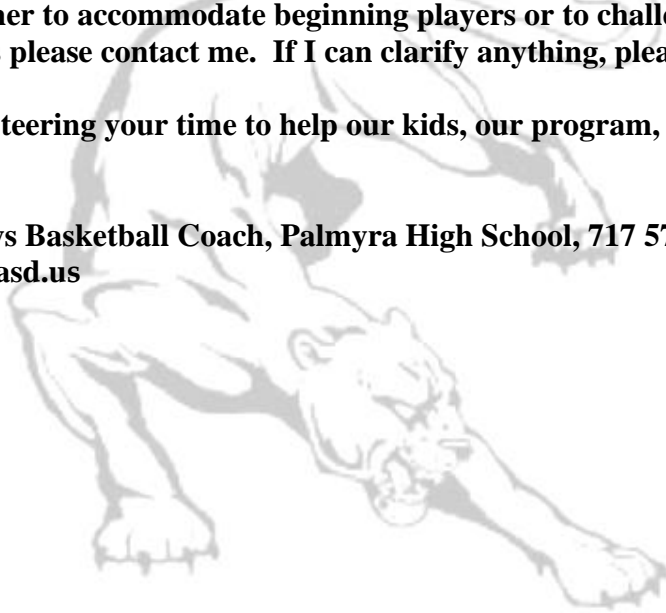 her to accommodate beginning players or to challe
please contact me. If I can clarify anything, plea
teering your time to help our kids, our program,
ys Basketball Coach, Palmyra High School, 717 57
asd.us